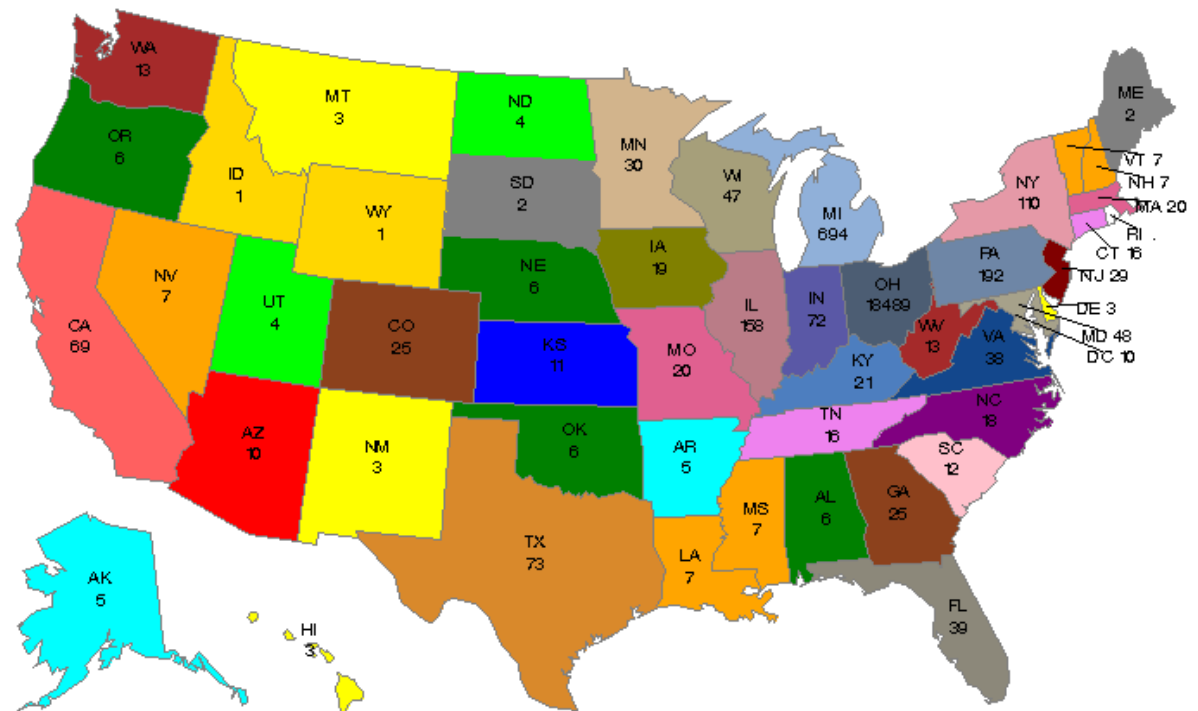 WA
13
MT
3
ND
4
ME
2
OR
6
MN
30
VT 7
ID
1
SD
2
WI
47
NY
110
NH 7
MA 20
WY
1
MI
694
RI .
CT 16
NV
7
NE
6
IA
19
PA
192
NJ 29
UT
4
IL
158
IN
72
OH
18489
DE 3
CA
69
CO
25
WV
13
VA
38
MD 48
DC 10
KS
11
MO
20
KY
21
AZ
10
NM
3
OK
6
AR
5
TN
16
NC
18
SC
12
MS
7
AL
6
GA
25
TX
73
LA
7
AK
5
HI
3
FL
39